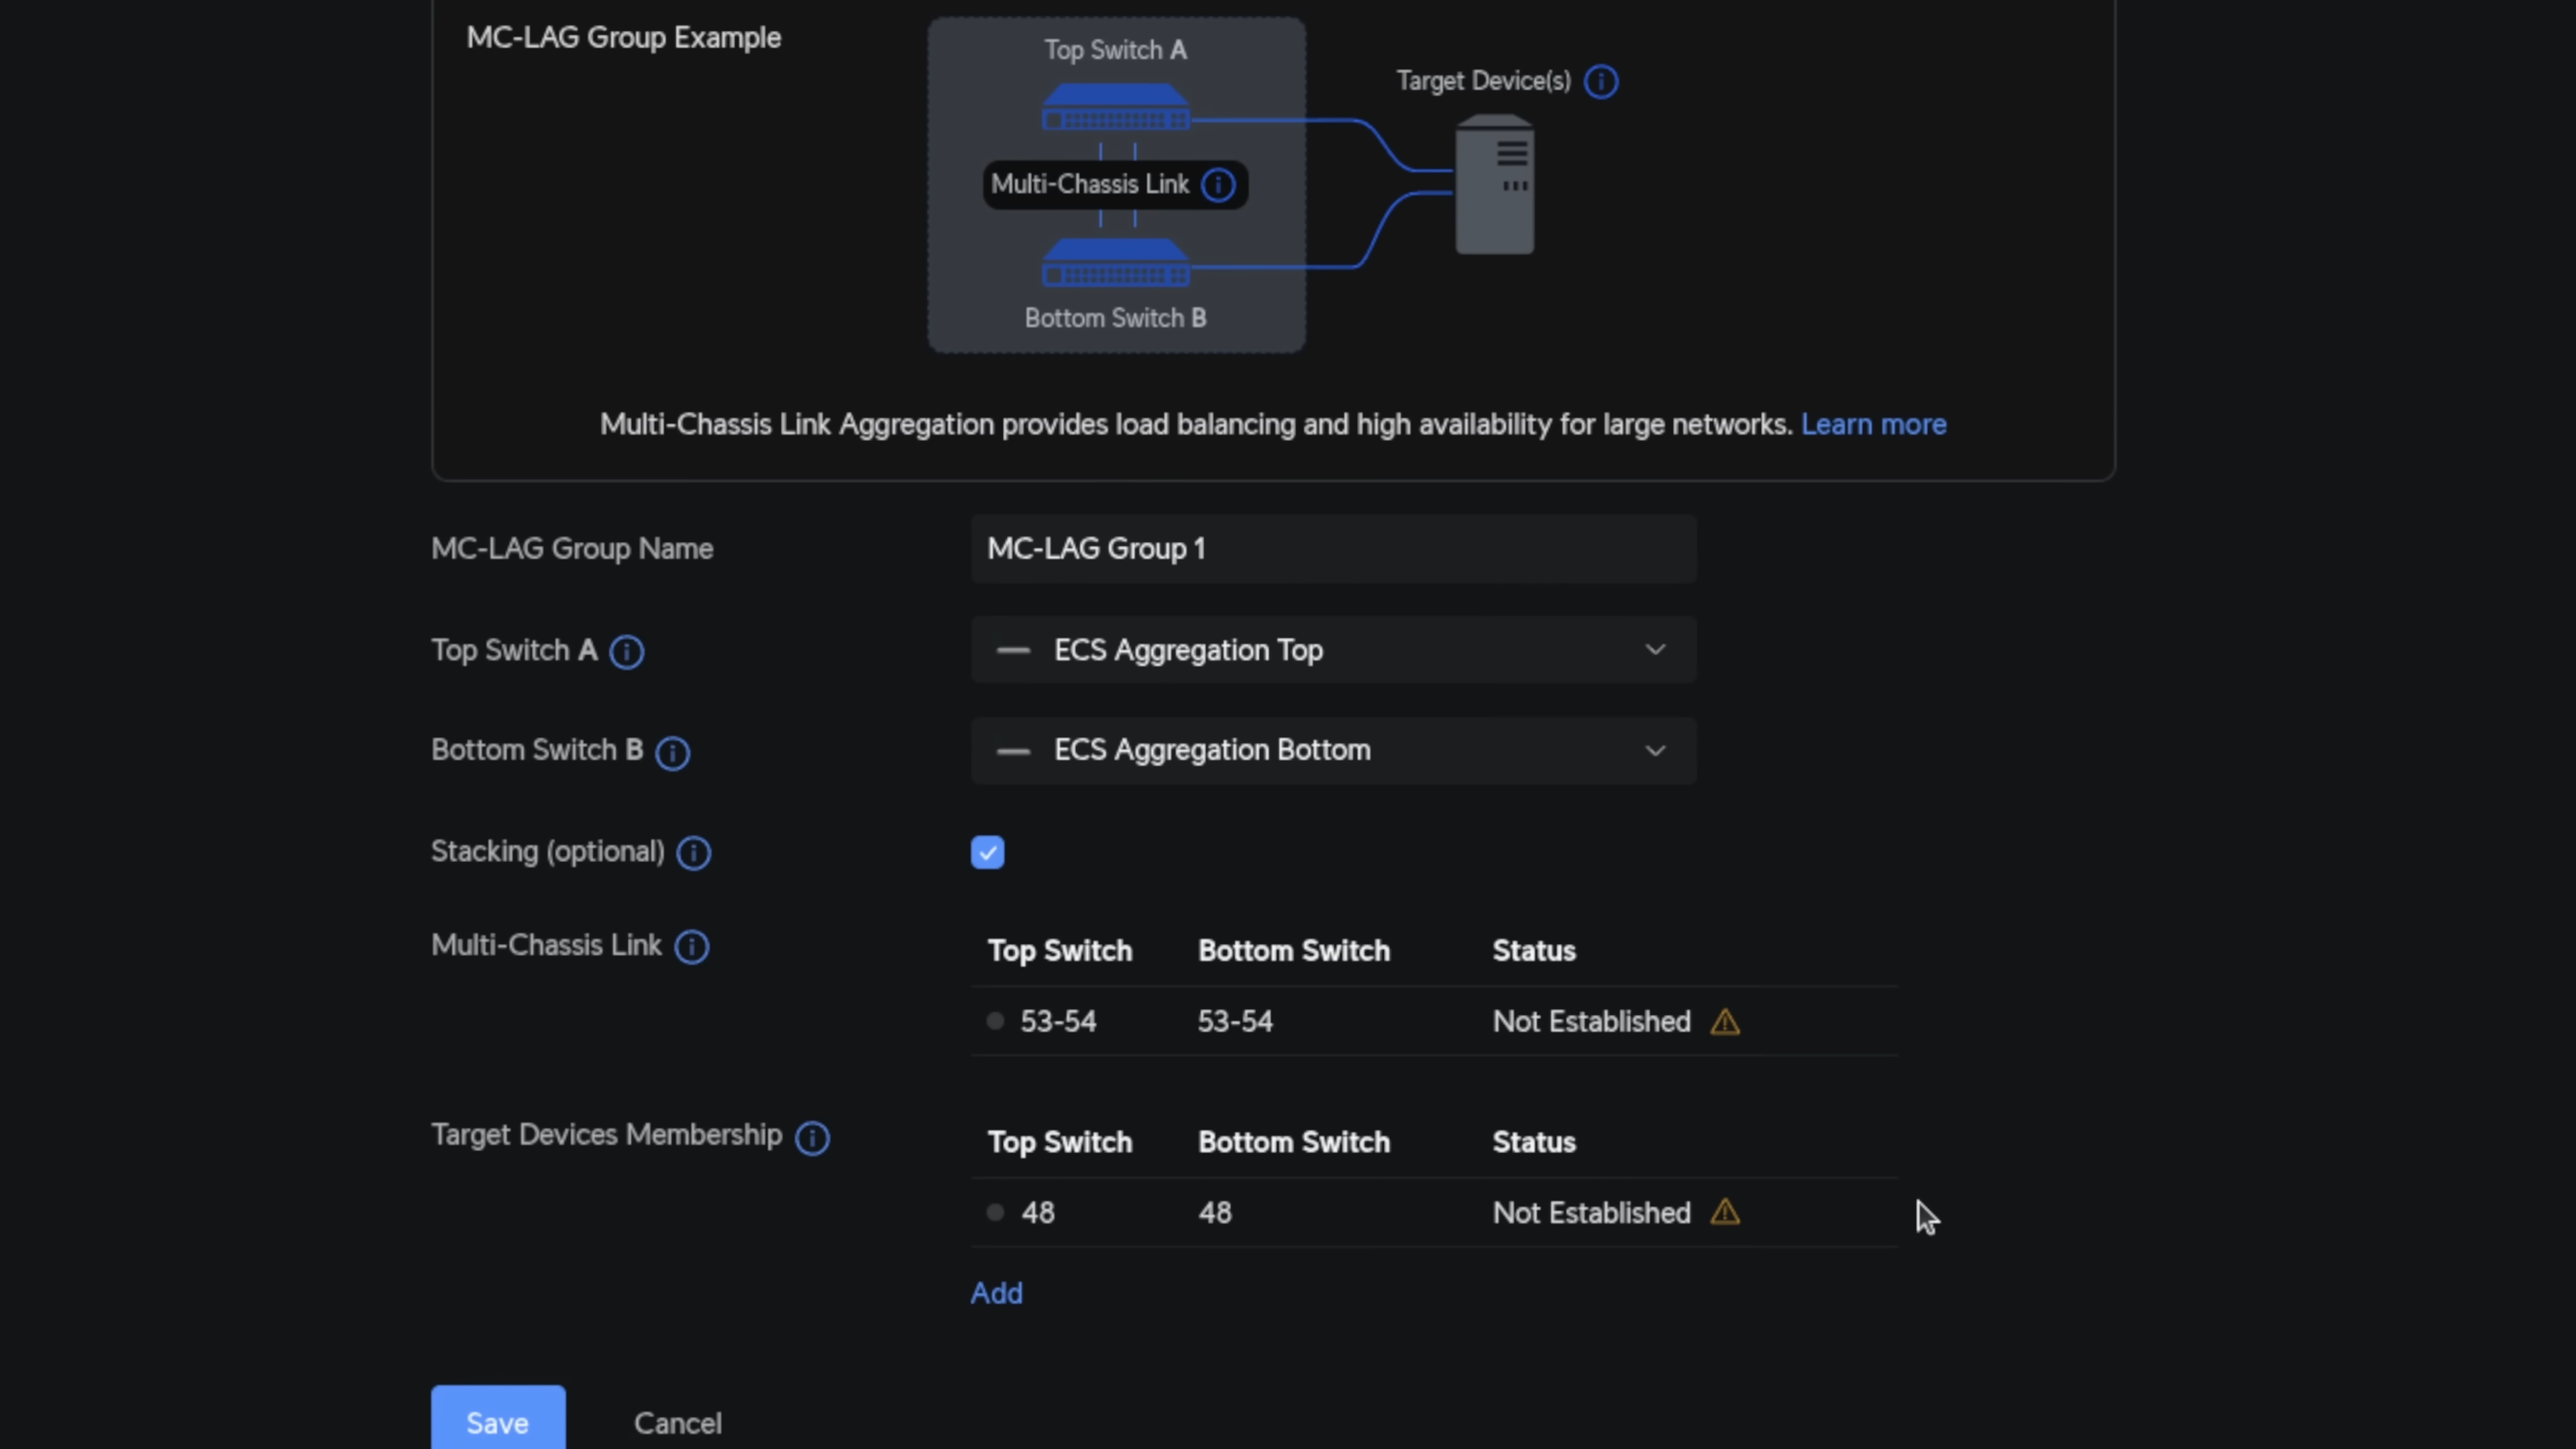 MC-LAG Group Example
Top Switch A
Target Device(s)
Multi-Chassis Link
Bottom Switch B
Multi-Chassis Link Aggregation provides load balancing and high availability for large networks. Learn more
MC-LAG Group Name
MC-LAG Group 1
Top Switch A
ECS Aggregation Top
Bottom Switch B
ECS Aggregation Bottom
Stacking (optional)
Multi-Chassis Link
Top Switch Bottom Switch Status
53-54 53-54 Not Established
Target Devices Membership
Top Switch Bottom Switch Status
48 48 Not Established
Add
Save Cancel